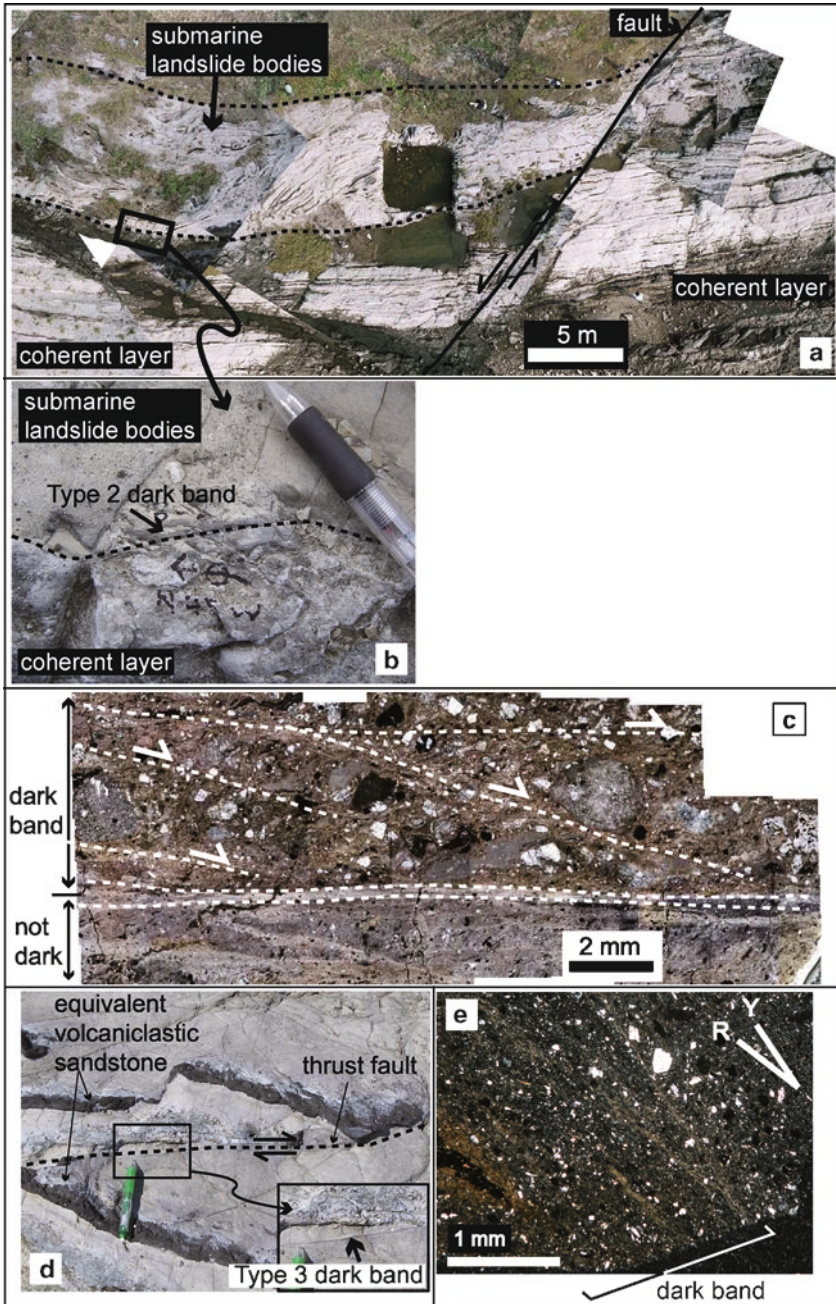 submarine
landslide bodies
fault
coherent layer
5 m
coherent layer
a
submarine
landslide bodies
Type 2 dark band
coherent layer
b
c
dark
band
not
dark
2 mm
equivalent
volcaniclastic
sandstone
thrust fault
Type 3 dark band
d
e
Y
R
1 mm
dark band